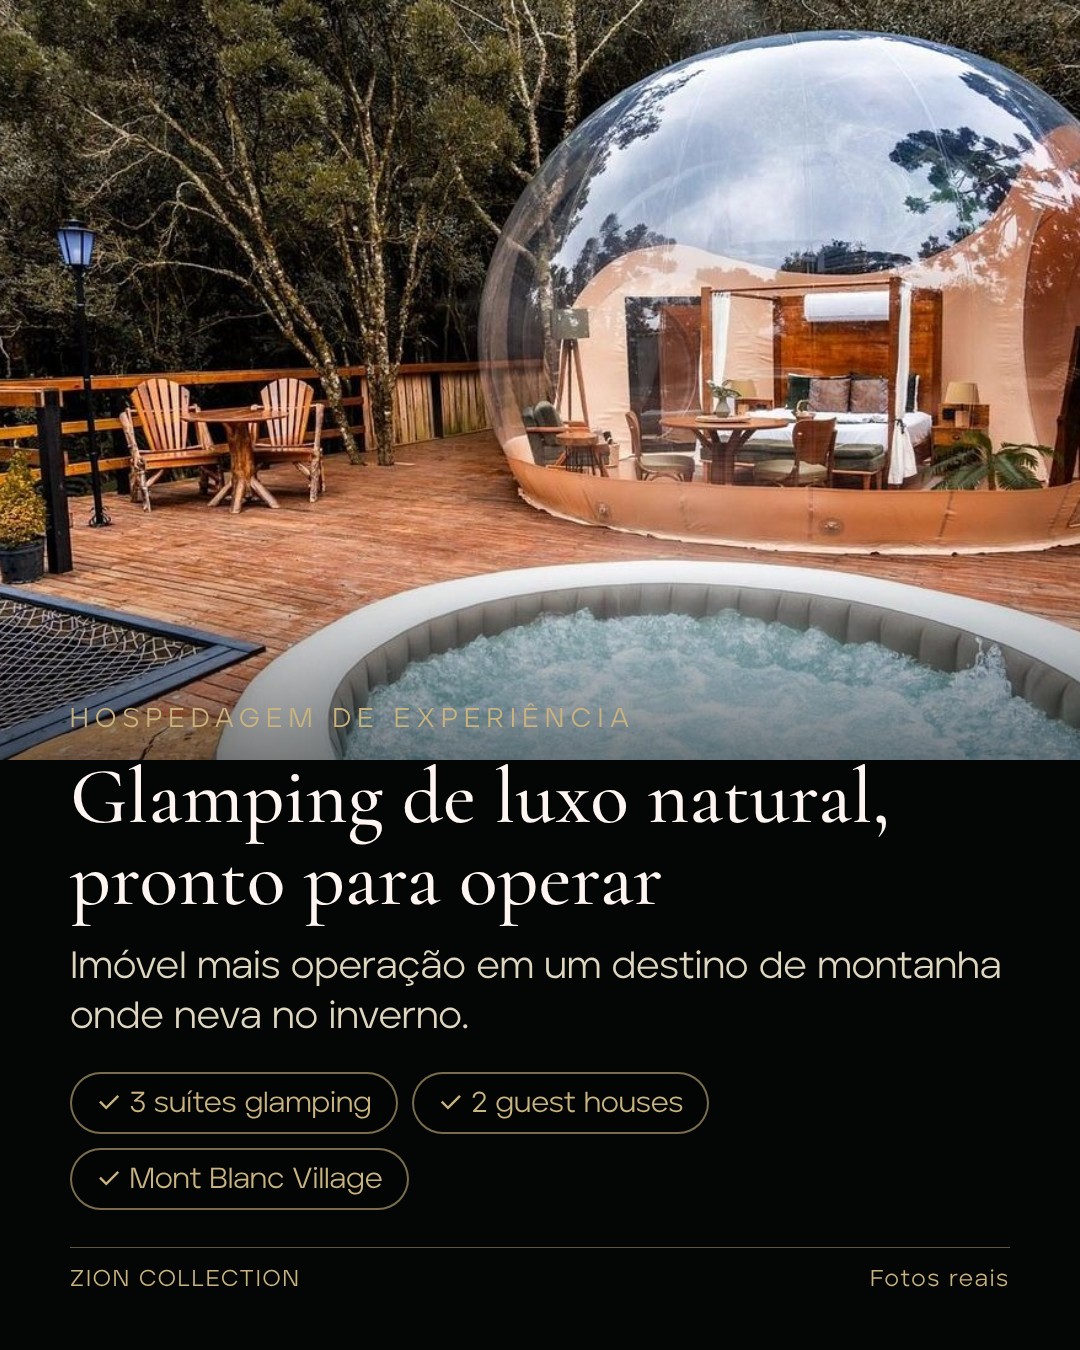 HOSPEDAGEM DE EXPERIÊNCIA
Glamping de luxo natural,
pronto para operar
Imóvel mais operação em um destino de montanha
onde neva no inverno.
✓ 3 suítes glamping
✓ 2 guest houses
✓ Mont Blanc Village
ZION COLLECTION
Fotos reais